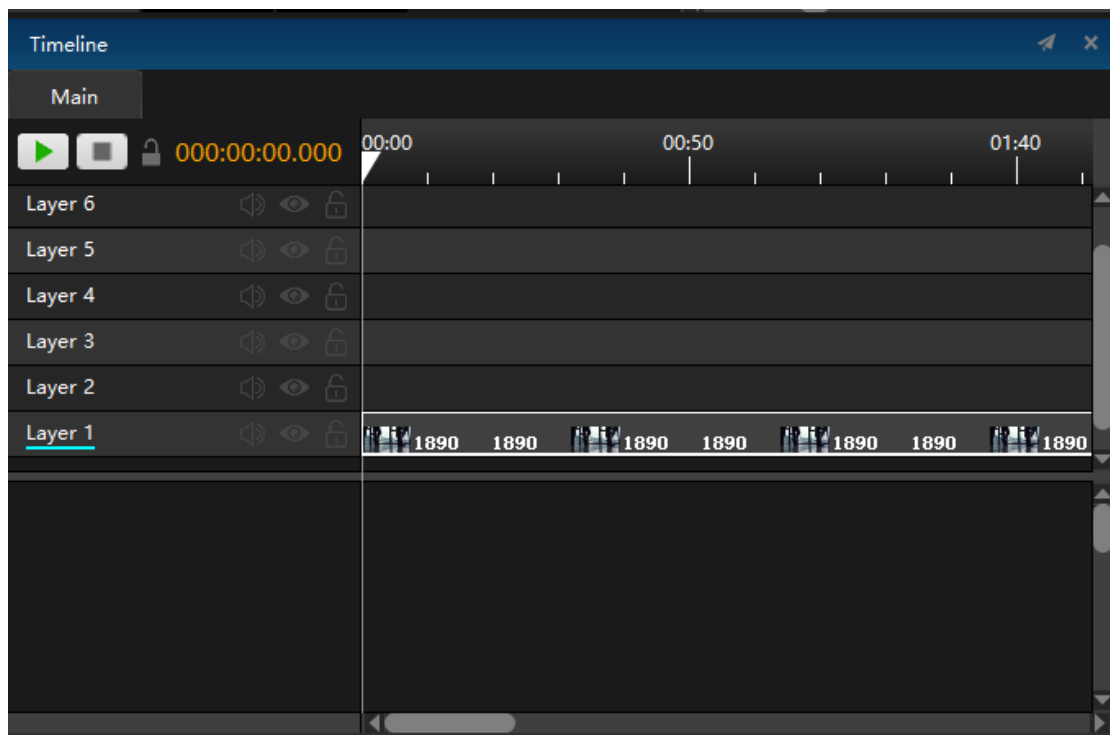 Timeline
Main
000:00:00.000 00:00 00:50 01:40
Layer 6
Layer 5
Layer 4
Layer 3
Layer 2
Layer 1 1890 1890 1890 1890 1890 1890 1890